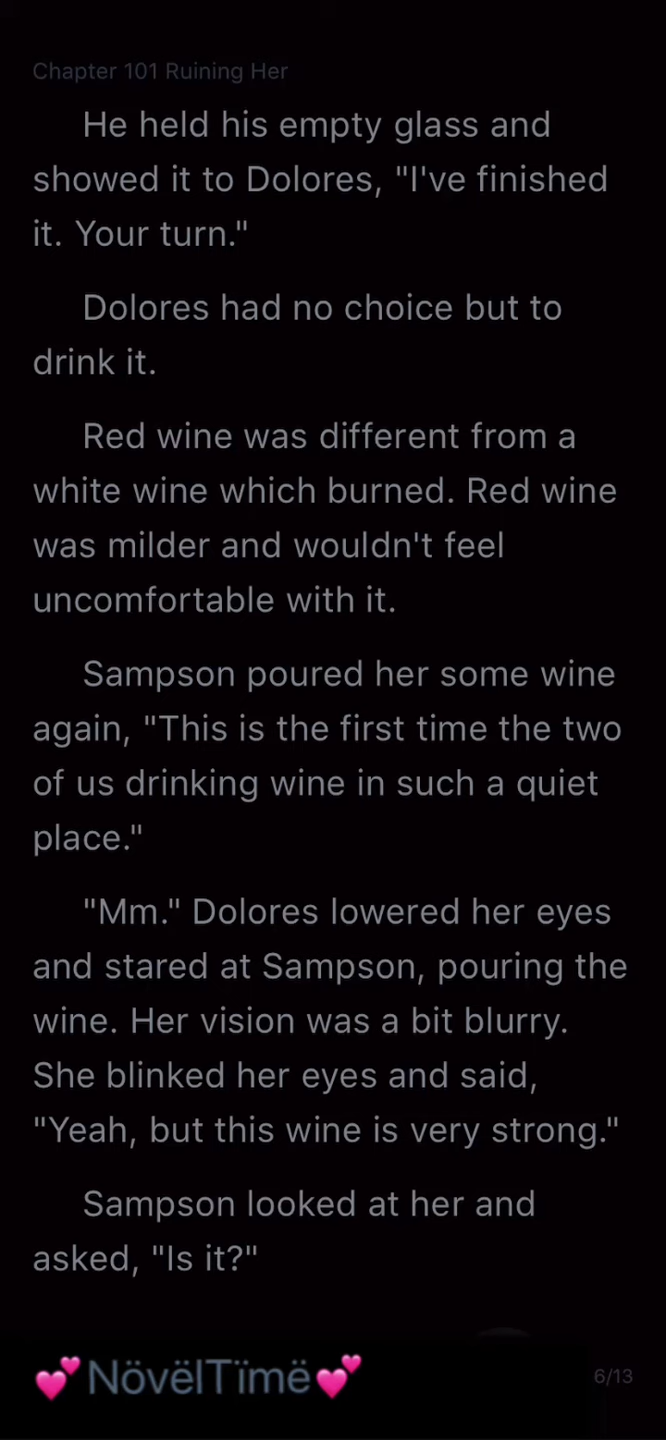 Chapter 101 Ruining Her
He held his empty glass and
showed it to Dolores, "I've finished
it. Your turn."
Dolores had no choice but to
drink it.
Red wine was different from a
white wine which burned. Red wine
was milder and wouldn't feel
uncomfortable with it.
Sampson poured her some wine
again, "This is the first time the two
of us drinking wine in such a quiet
place."
"Mm." Dolores lowered her eyes
and stared at Sampson, pouring the
wine. Her vision was a bit blurry.
She blinked her eyes and said,
"Yeah, but this wine is very strong."
Sampson looked at her and
asked, "Is it?"
💕NövëlTïmë💕
6/13